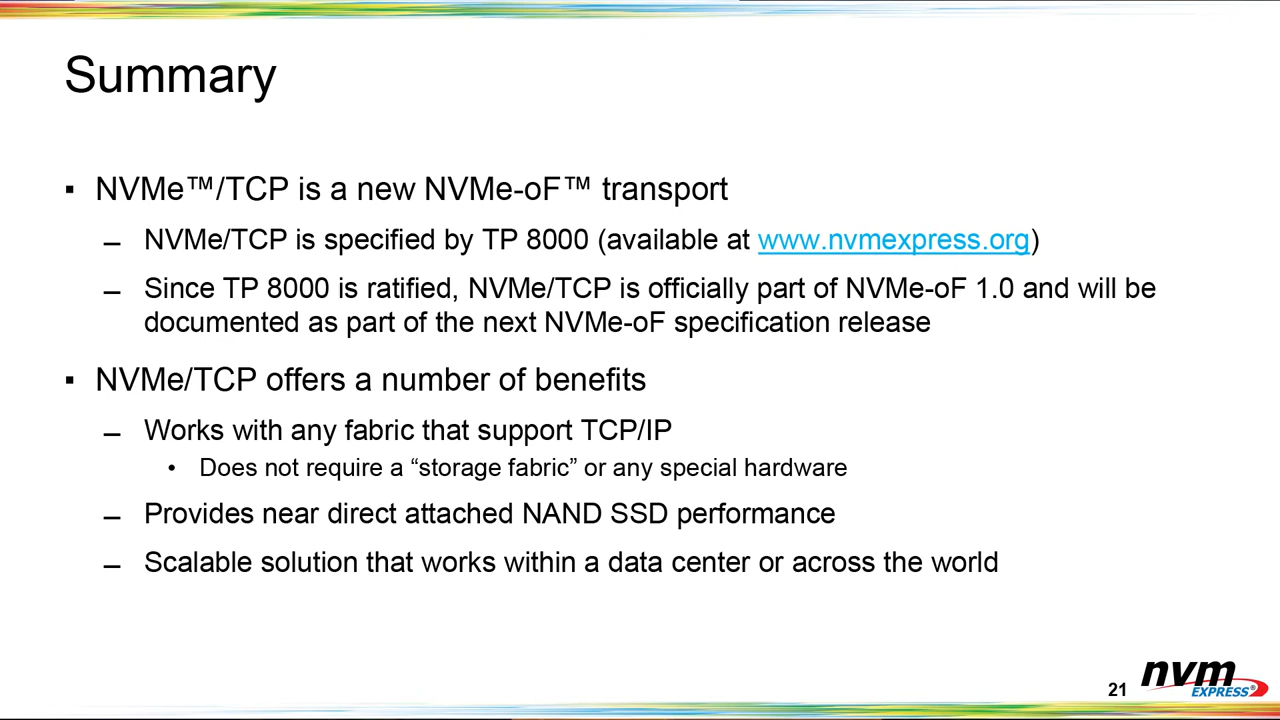 Summary
▪ NVMe™/TCP is a new NVMe-oF™ transport
– NVMe/TCP is specified by TP 8000 (available at www.nvmexpress.org)
– Since TP 8000 is ratified, NVMe/TCP is officially part of NVMe-oF 1.0 and will be
documented as part of the next NVMe-oF specification release
▪ NVMe/TCP offers a number of benefits
– Works with any fabric that support TCP/IP
• Does not require a “storage fabric” or any special hardware
– Provides near direct attached NAND SSD performance
– Scalable solution that works within a data center or across the world
21
nvm
EXPRESS®